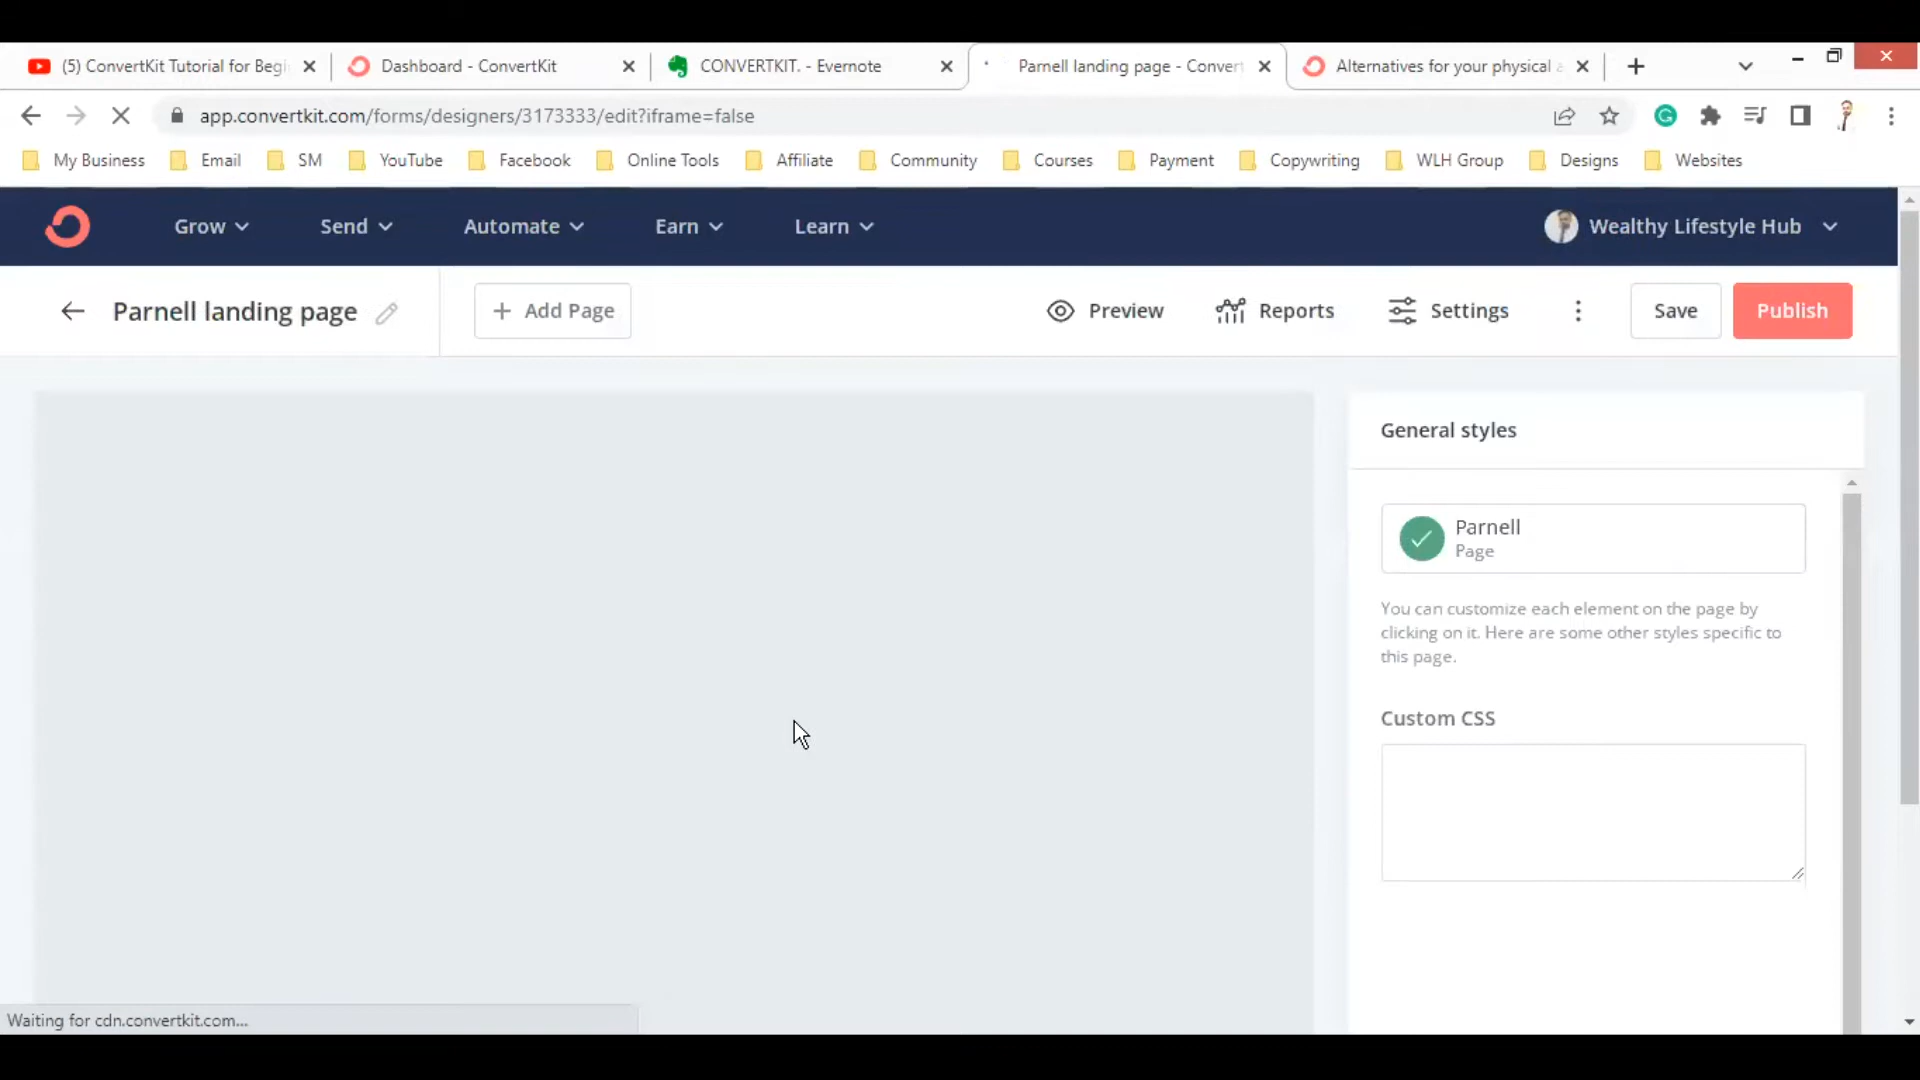 (5) ConvertKit Tutorial for Begi
Dashboard - ConvertKit
CONVERTKIT. - Evernote
Parnell landing page - Convert
Alternatives for your physical a
app.convertkit.com/forms/designers/3173333/edit?iframe=false
My Business
Email
SM
YouTube
Facebook
Online Tools
Affiliate
Community
Courses
Payment
Copywriting
WLH Group
Designs
Websites
Grow
Send
Automate
Earn
Learn
Wealthy Lifestyle Hub
Parnell landing page
+ Add Page
Preview
Reports
Settings
Save
Publish
General styles
Parnell
Page
You can customize each element on the page by
clicking on it. Here are some other styles specific to
this page.
Custom CSS
Waiting for cdn.convertkit.com...